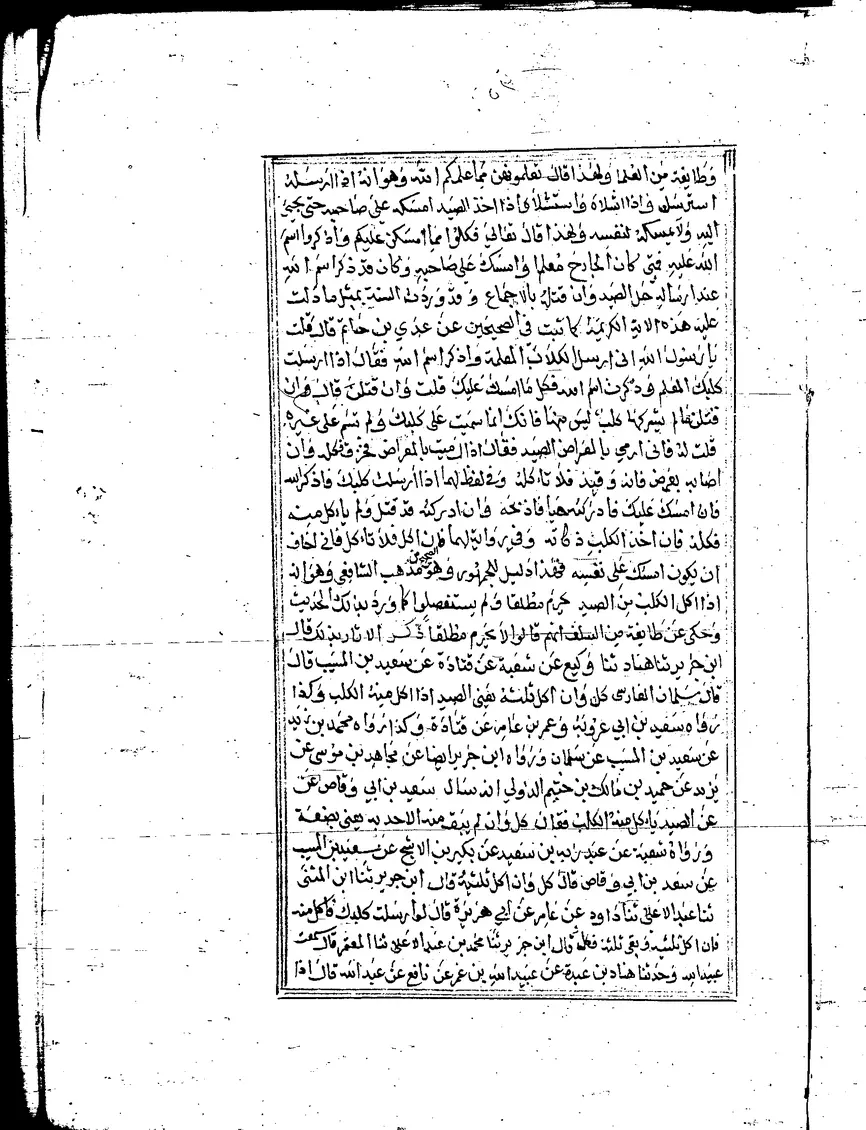 وطايفة من العلما ولهذا قال تعلمونهن مما علمكم الله وهو انه اذا ارسله
استرسل واذا اشلاه واستشلا واذا اخذ الصيد امسكه على صاحبه حتى يجئ
اليه ولا يمسكه لنفسه ولهذا قال تعالى فكلوا مما امسكن عليكم واذكروا اسم
الله عليه فمتى كان الجارح معلما وامسك على صاحبه وكان قد ذكر اسم الله
عند ارساله حل الصيد وان قتله بالاجماع وقد وردت السنة بمثل ما دلت
عليه هذه الاية الكريمة كما ثبت في الصحيحين عن عدي بن حاتم قال قلت
يا رسول الله اني ارسل الكلاب المعلمة واذكر اسم الله فقال اذا ارسلت
كلبك المعلم وذكرت اسم الله فكل ما امسك عليك قلت وان قتلن قال وان
قتلن ما لم يشركها كلب ليس منها فانك انما سميت على كلبك ولم تسم على غيره
قلت له فاني ارمي بالمعراض الصيد فقال اذا رميت بالمعراض فخزق فكله وان
اصابه بعرض فانه وقيذ فلا تاكله وفي لفظ لهما اذا ارسلت كلبك فاذكر الله
فان امسك عليك فادركته حيا فاذبحه وان ادركته قد قتل ولم ياكل منه
فكله فان اخذ الكلب ذكاته وفي رواية لهما فان اكل فلا تاكل فاني اخاف
ان يكون امسك على نفسه فهذا دليل للجمهور وهو الصحيح من مذهب الشافعي وهو انه
اذا اكل الكلب من الصيد يحرم مطلقا ولم يستفصلوا كما ورد بذلك الحديث
وحكى عن طايفة من السلف انهم قالوا لا يحرم مطلقا ذكر الاثار بذلك قال
ابن جرير ثنا هناد ثنا وكيع عن شعبة عن قتادة عن سعيد بن المسيب قال
قال سلمان الفارسي كل وان اكل ثلثيه يعني الصيد اذا اكل منه الكلب وكذا
رواه سعيد بن ابي عروبة وعمر بن عامر عن قتادة وكذا رواه محمد بن زيد
عن سعيد بن المسيب عن سلمان ورواه ابن جرير ايضا عن مجاهد بن موسى عن
يزيد عن حميد بن مالك بن خثيم الدولي انه سال سعيد بن ابي وقاص عن
عن الصيد ياكل منه الكلب فقال كل وان لم يبق منه الا حدبه يعني بضعة
ورواه شعبة عن عبد ربه بن سعيد عن بكير بن الاشج عن سعيد بن المسيب
عن سعد بن ابي وقاص قال كل وان اكل ثلثيه قال ابن جرير ثنا ابن المثنى
ثنا عبد الاعلى ثنا داود عن عامر عن ابي هريرة قال لو ارسلت كلبك فاكل منه
فان اكل ثلثيه وبقي ثلثه فكل قال ابن جرير ثنا محمد بن عبد الاعلى ثنا المعتمر قال سمعت
عبيد الله وحدثنا هناد بن عبدة عن عبيد الله بن عمر عن نافع عن عبد الله قال اذا